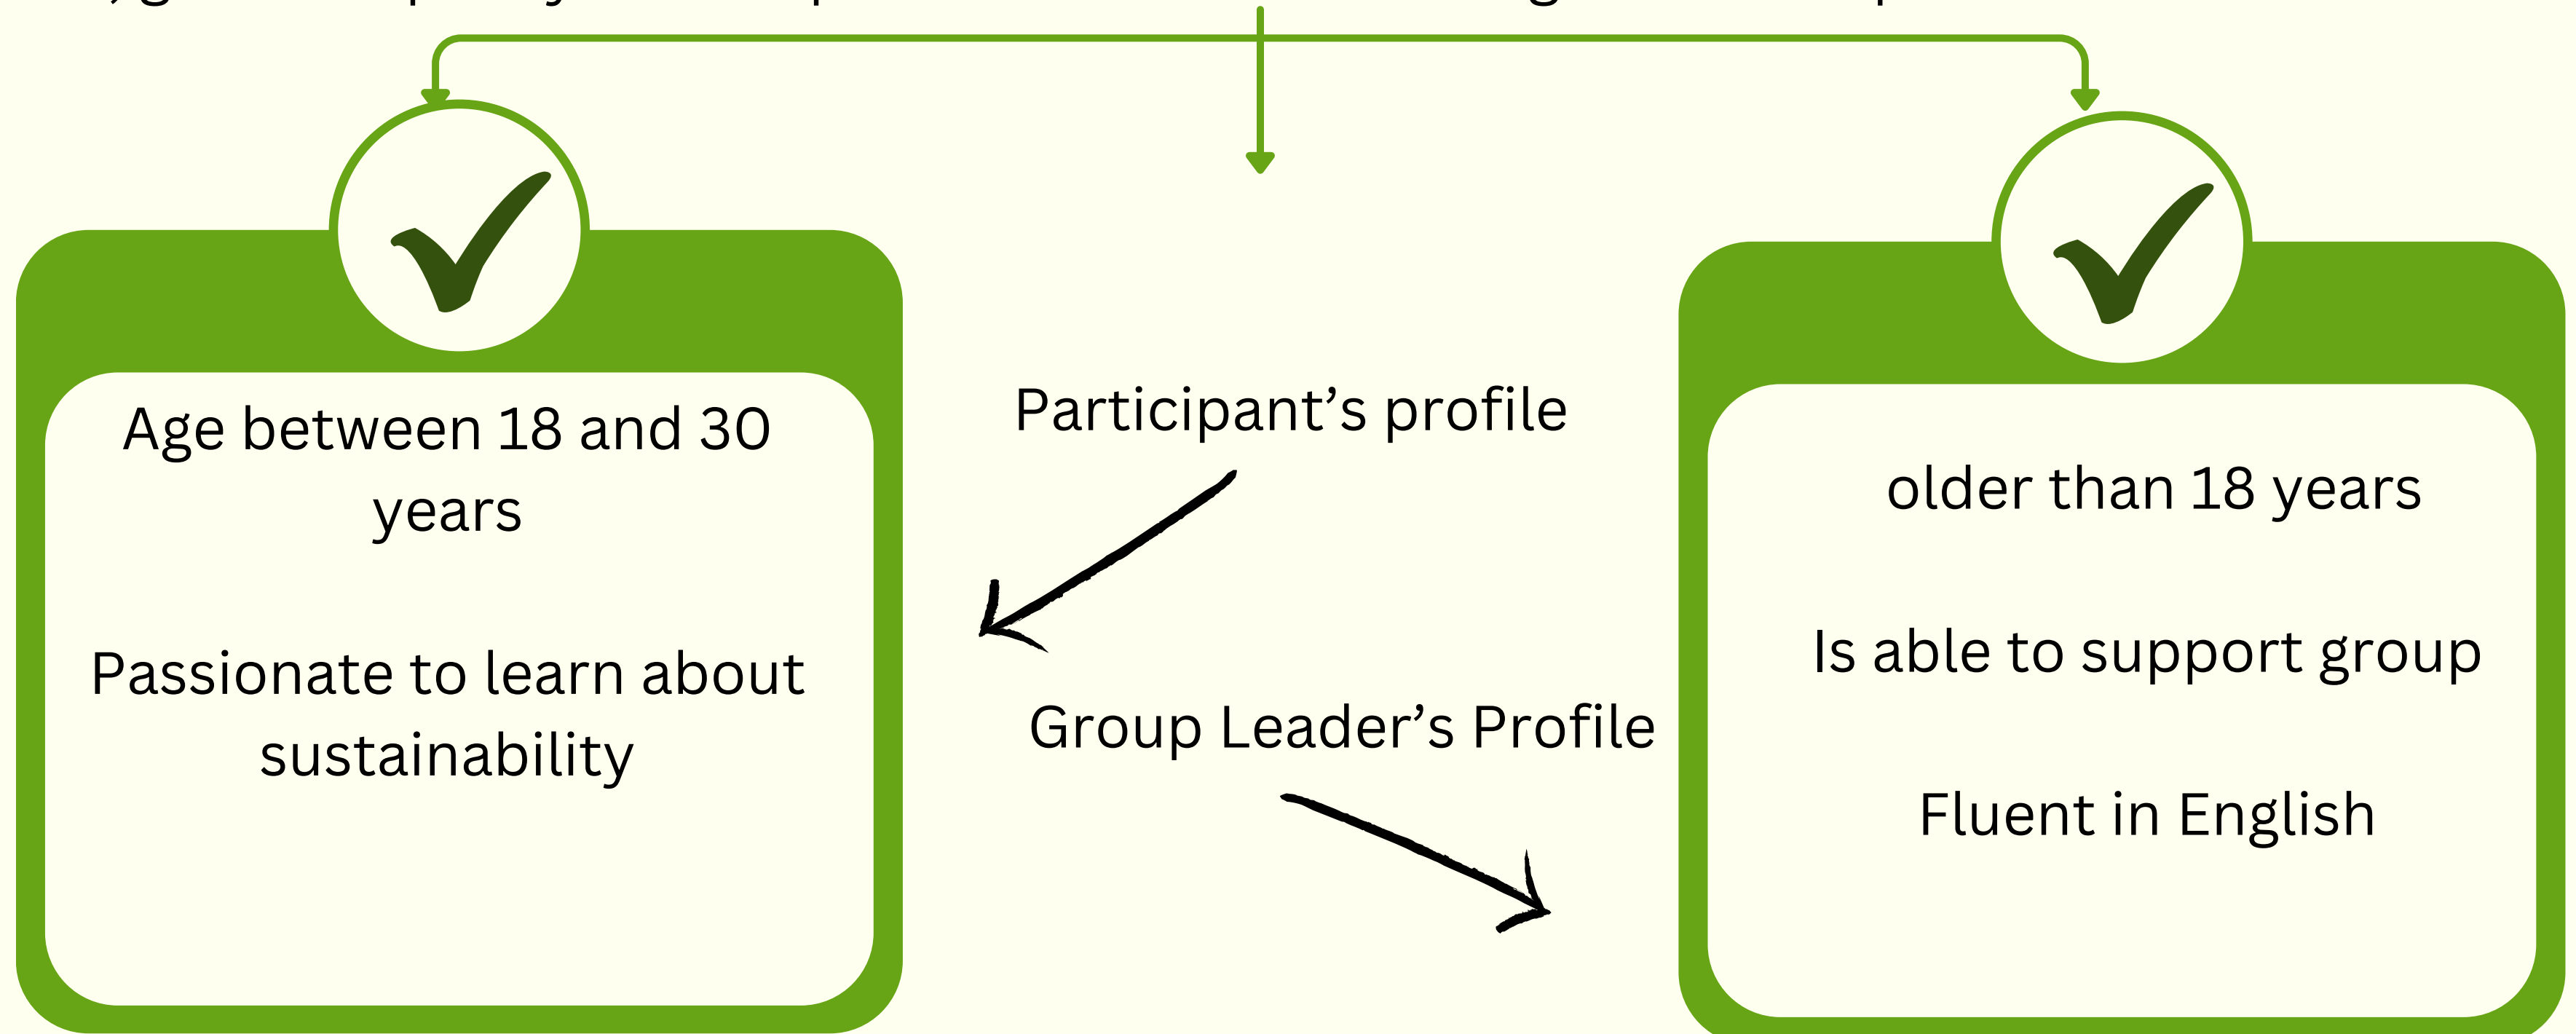 Age between 18 and 30
years
Passionate to learn about
sustainability
Participant’s profile
Group Leader’s Profile
older than 18 years
Is able to support group
Fluent in English